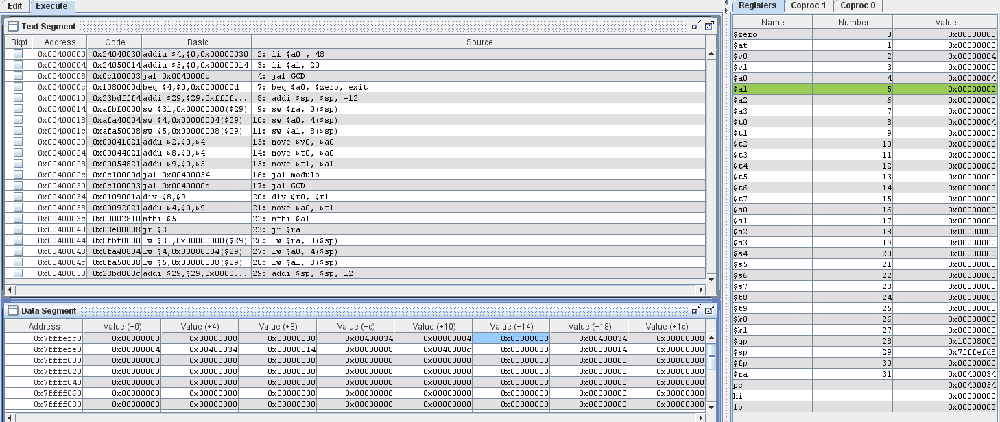 Edit Execute
Text Segment
Bkpt Address Code Basic Source
0x00400000 0x24040030 addiu $4,$0,0x00000030 2: li $a0 , 48
0x00400004 0x24050014 addiu $5,$0,0x00000014 3: li $a1, 20
0x00400008 0x0c100003 jal 0x0040000c 4: jal GCD
0x0040000c 0x1080000d beq $4,$0,0x0000000d 7: beq $a0, $zero, exit
0x00400010 0x23bdfff4 addi $29,$29,0xffff... 8: addi $sp, $sp, -12
0x00400014 0xafbf0000 sw $31,0x00000000($29) 9: sw $ra, 0($sp)
0x00400018 0xafa40004 sw $4,0x00000004($29) 10: sw $a0, 4($sp)
0x0040001c 0xafa50008 sw $5,0x00000008($29) 11: sw $a1, 8($sp)
0x00400020 0x00041021 addu $2,$0,$4 13: move $v0, $a0
0x00400024 0x00044021 addu $8,$0,$4 14: move $t0, $a0
0x00400028 0x00054821 addu $9,$0,$5 15: move $t1, $a1
0x0040002c 0x0c10000d jal 0x00400034 16: jal modulo
0x00400030 0x0c100003 jal 0x0040000c 17: jal GCD
0x00400034 0x0109001a div $8,$9 20: div $t0, $t1
0x00400038 0x00092021 addu $4,$0,$9 21: move $a0, $t1
0x0040003c 0x00002810 mfhi $5 22: mfhi $a1
0x00400040 0x03e00008 jr $31 23: jr $ra
0x00400044 0x8fbf0000 lw $31,0x00000000($29) 26: lw $ra, 0($sp)
0x00400048 0x8fa40004 lw $4,0x00000004($29) 27: lw $a0, 4($sp)
0x0040004c 0x8fa50008 lw $5,0x00000008($29) 28: lw $a1, 8($sp)
0x00400050 0x23bd000c addi $29,$29,0x0000... 29: addi $sp, $sp, 12
Data Segment
Address Value (+0) Value (+4) Value (+8) Value (+c) Value (+10) Value (+14) Value (+18) Value (+1c)
0x7fffefc0 0x00000000 0x00000000 0x00000000 0x00400034 0x00000004 0x00000000 0x00400034 0x00000008
0x7fffefe0 0x00000004 0x00400034 0x00000014 0x00000008 0x0040000c 0x00000030 0x00000014 0x00000000
0x7ffff000 0x00000000 0x00000000 0x00000000 0x00000000 0x00000000 0x00000000 0x00000000 0x00000000
0x7ffff020 0x00000000 0x00000000 0x00000000 0x00000000 0x00000000 0x00000000 0x00000000 0x00000000
0x7ffff040 0x00000000 0x00000000 0x00000000 0x00000000 0x00000000 0x00000000 0x00000000 0x00000000
0x7ffff060 0x00000000 0x00000000 0x00000000 0x00000000 0x00000000 0x00000000 0x00000000 0x00000000
0x7ffff080 0x00000000 0x00000000 0x00000000 0x00000000 0x00000000 0x00000000 0x00000000 0x00000000
Registers Coproc 1 Coproc 0
Name Number Value
$zero 0 0x00000000
$at 1 0x00000000
$v0 2 0x00000004
$v1 3 0x00000000
$a0 4 0x00000004
$a1 5 0x00000000
$a2 6 0x00000000
$a3 7 0x00000000
$t0 8 0x00000004
$t1 9 0x00000000
$t2 10 0x00000000
$t3 11 0x00000000
$t4 12 0x00000000
$t5 13 0x00000000
$t6 14 0x00000000
$t7 15 0x00000000
$s0 16 0x00000000
$s1 17 0x00000000
$s2 18 0x00000000
$s3 19 0x00000000
$s4 20 0x00000000
$s5 21 0x00000000
$s6 22 0x00000000
$s7 23 0x00000000
$t8 24 0x00000000
$t9 25 0x00000000
$k0 26 0x00000000
$k1 27 0x00000000
$gp 28 0x10008000
$sp 29 0x7fffefd8
$fp 30 0x00000000
$ra 31 0x00400034
pc 0x00400054
hi 0x00000000
lo 0x00000002